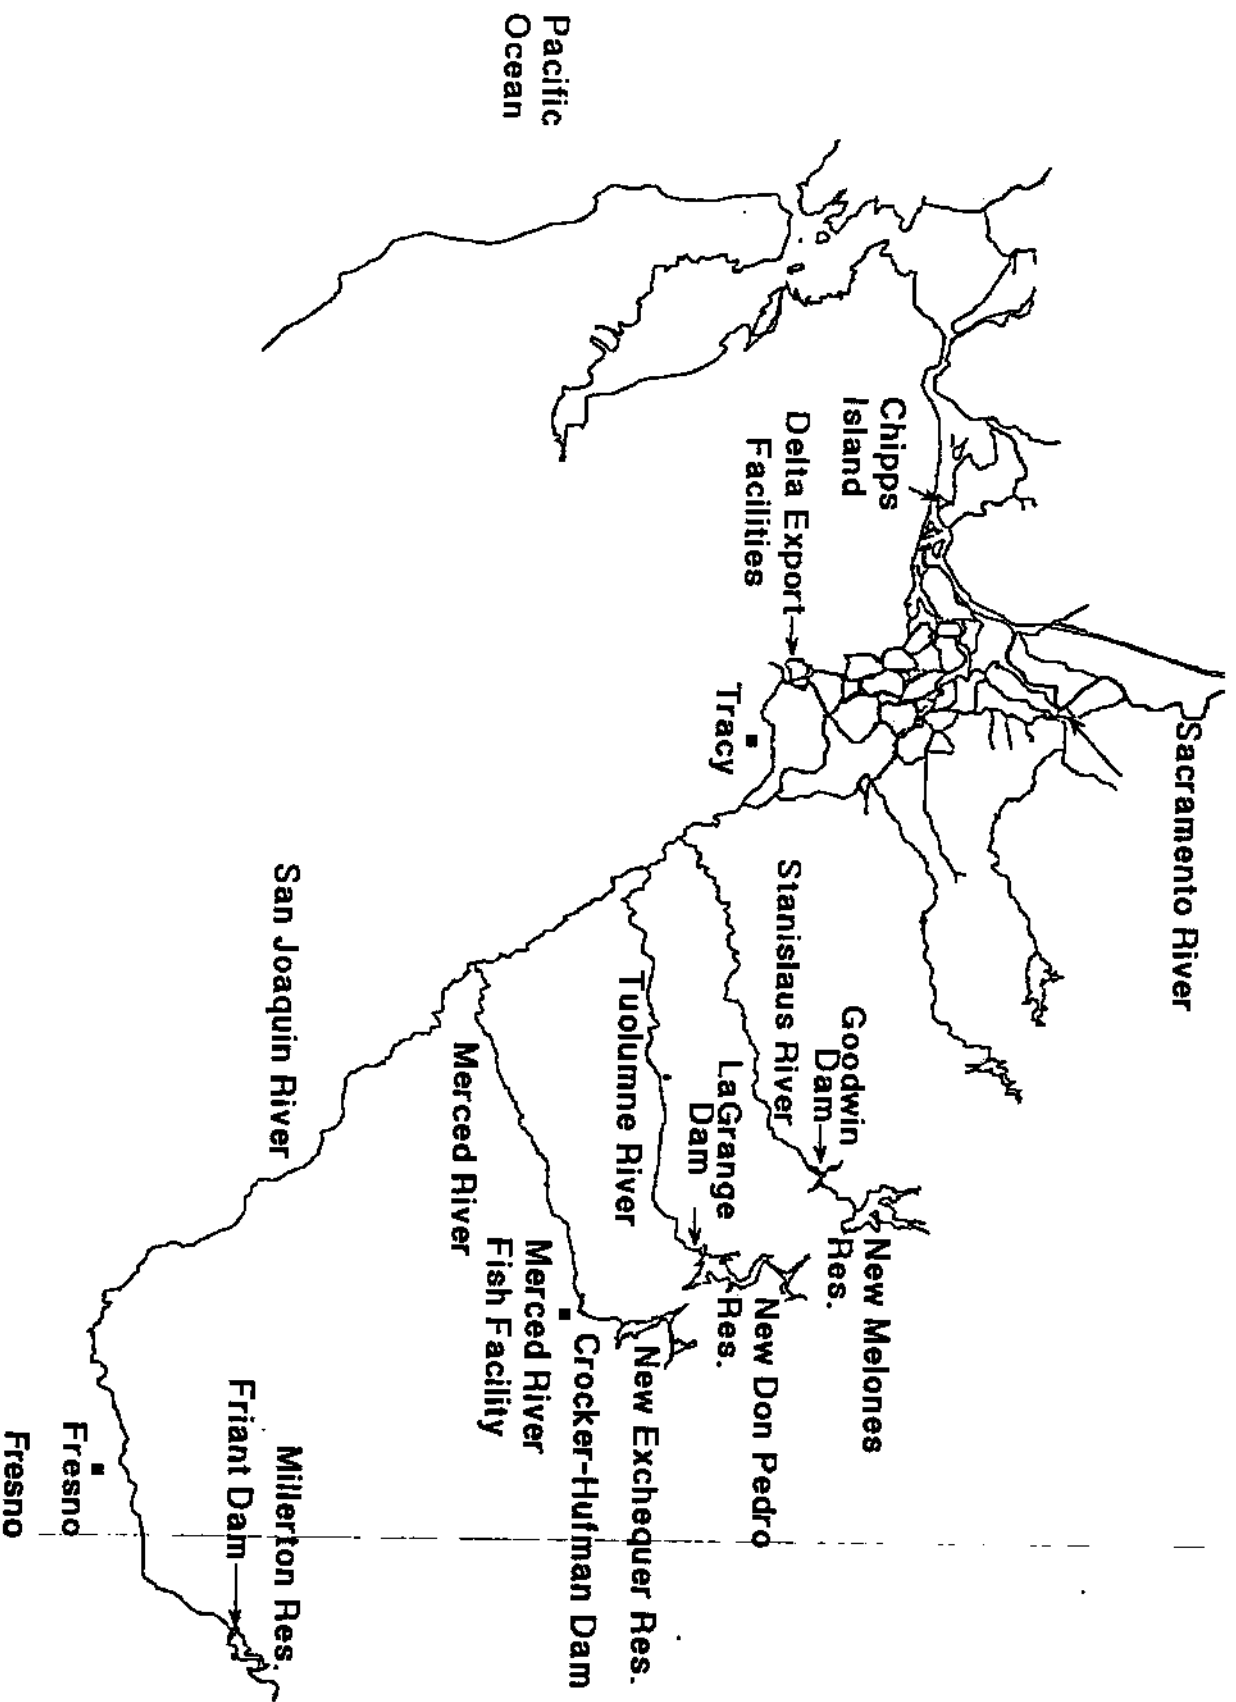 Sacramento River
Pacific
Ocean
Chipps
Island
Delta Export
Facilities
Tracy
Stanislaus River
Goodwin
Dam
New Melones
Res.
LaGrange
Dam
New Don Pedro
Res.
Tuolumne River
New Exchequer Res.
Crocker-Hufman Dam
Merced River
Fish Facility
Merced River
San Joaquin River
Millerton Res.
Friant Dam
Fresno
Fresno